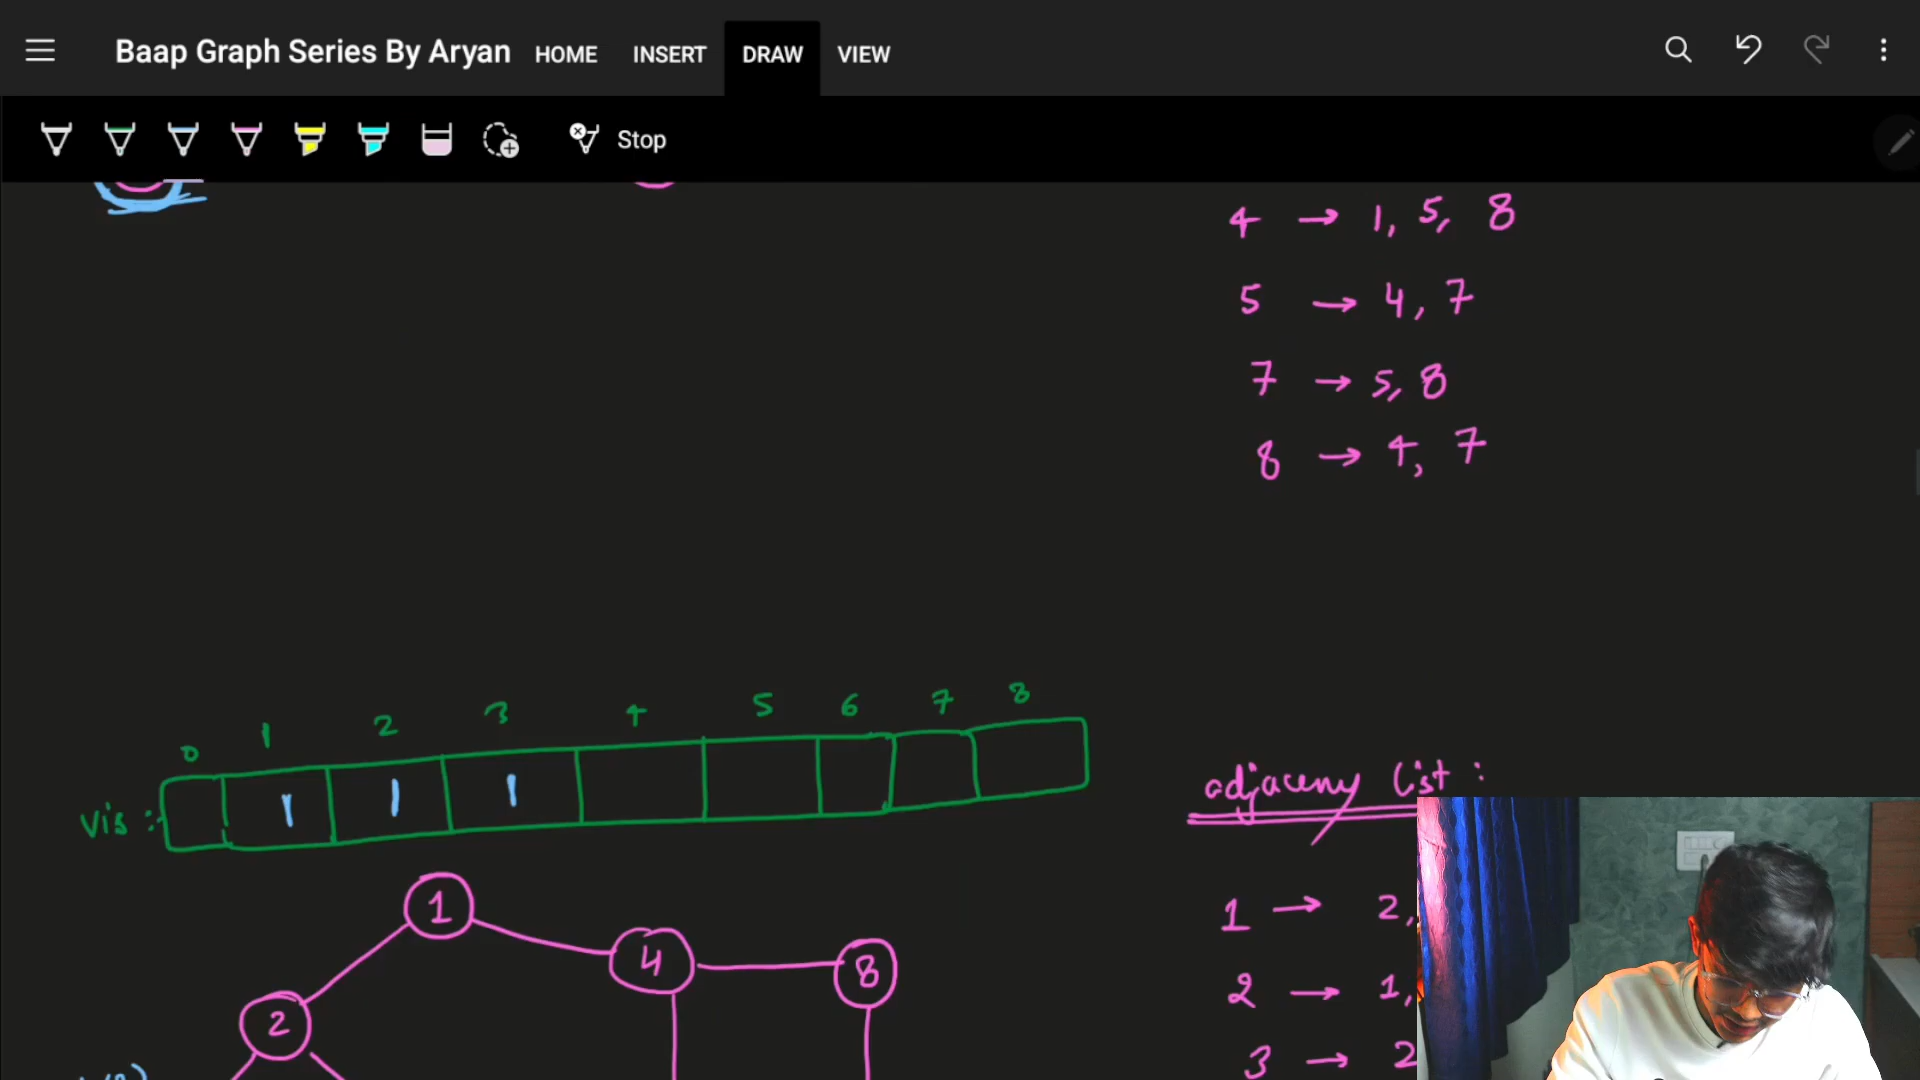 Baap Graph Series By Aryan HOME INSERT DRAW VIEW
Stop
4 → 1, 5, 8
5 → 4, 7
7 → 5, 8
8 → 4, 7
0 1 2 3 4 5 6 7 8
vis :- 1 1 1
adjaceny list :
1
4
8
2
1 → 2,
2 → 1,
3 → 2